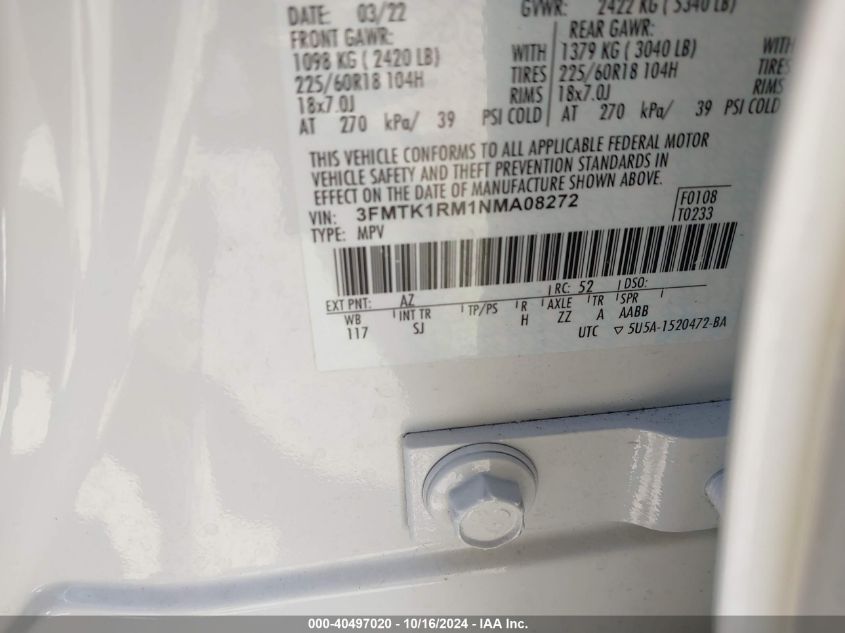 DATE: 03/22 GVWR: 2422 KG ( 5340 LB)
FRONT GAWR: REAR GAWR:
1098 KG ( 2420 LB) WITH 1379 KG ( 3040 LB) WITH
225/60R18 104H TIRES 225/60R18 104H TIRES
18x7.0J RIMS 18x7.0J RIMS
AT 270 kPa/ 39 PSI COLD AT 270 kPa/ 39 PSI COLD
THIS VEHICLE CONFORMS TO ALL APPLICABLE FEDERAL MOTOR
VEHICLE SAFETY AND THEFT PREVENTION STANDARDS IN
EFFECT ON THE DATE OF MANUFACTURE SHOWN ABOVE.
VIN: 3FMTK1RM1NMA08272 F0108
TYPE: MPV T0233
EXT PNT: AZ RC: 52 DSO:
WB INT TR TP/PS R AXLE TR SPR
117 SJ H ZZ A AABB
UTC ▽ 5U5A-1520472-BA
000-40497020 - 10/16/2024 - IAA Inc.